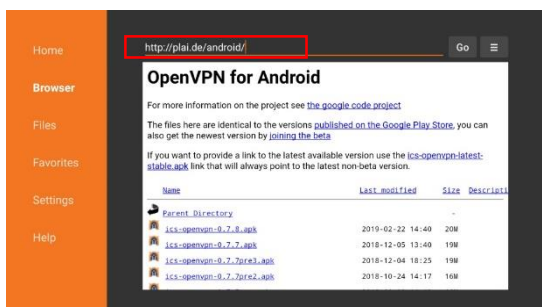 Home
Browser
Files
Favorites
Settings
Help
http://plai.de/android/
Go
OpenVPN for Android
For more information on the project see the google code project
The files here are identical to the versions published on the Google Play Store, you can
also get the newest version by joining the beta
If you want to provide a link to the latest available version use the ics-openvpn-latest-
stable.apk link that will always point to the latest non-beta version.
Name Last modified Size Descripti
Parent Directory -
ics-openvpn-0.7.8.apk 2019-02-22 14:40 20M
ics-openvpn-0.7.7.apk 2018-12-05 13:40 19M
ics-openvpn-0.7.7pre3.apk 2018-12-04 18:25 19M
ics-openvpn-0.7.7pre2.apk 2018-10-24 14:17 16M